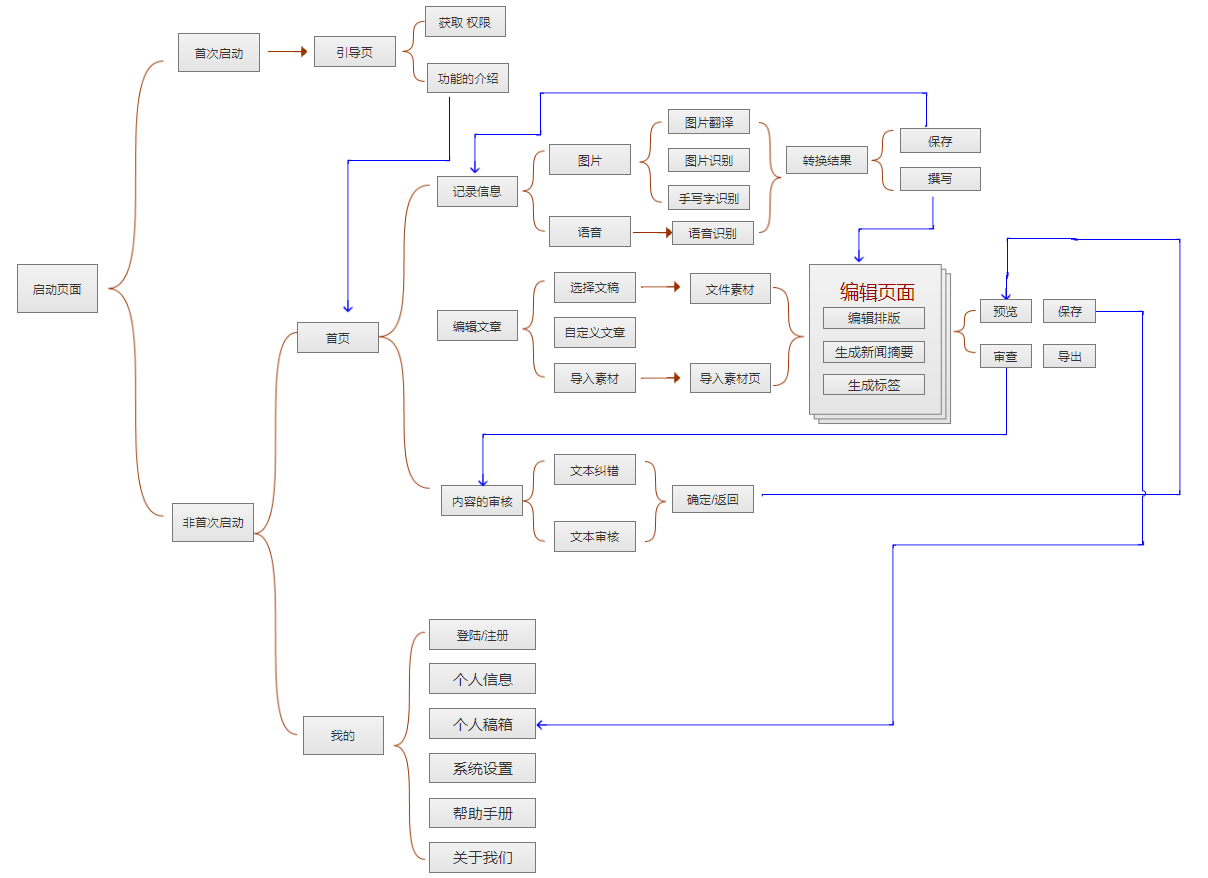 获取 权限
首次启动
引导页
功能的介绍
图片翻译
保存
图片
图片识别
转换结果
撰写
记录信息
手写字识别
语音
语音识别
启动页面
选择文稿
文件素材
编辑页面
编辑排版
预览
保存
编辑文章
自定义文章
首页
生成新闻摘要
审查
导出
导入素材
导入素材页
生成标签
文本纠错
内容的审核
确定/返回
非首次启动
文本审核
登陆/注册
个人信息
个人稿箱
我的
系统设置
帮助手册
关于我们